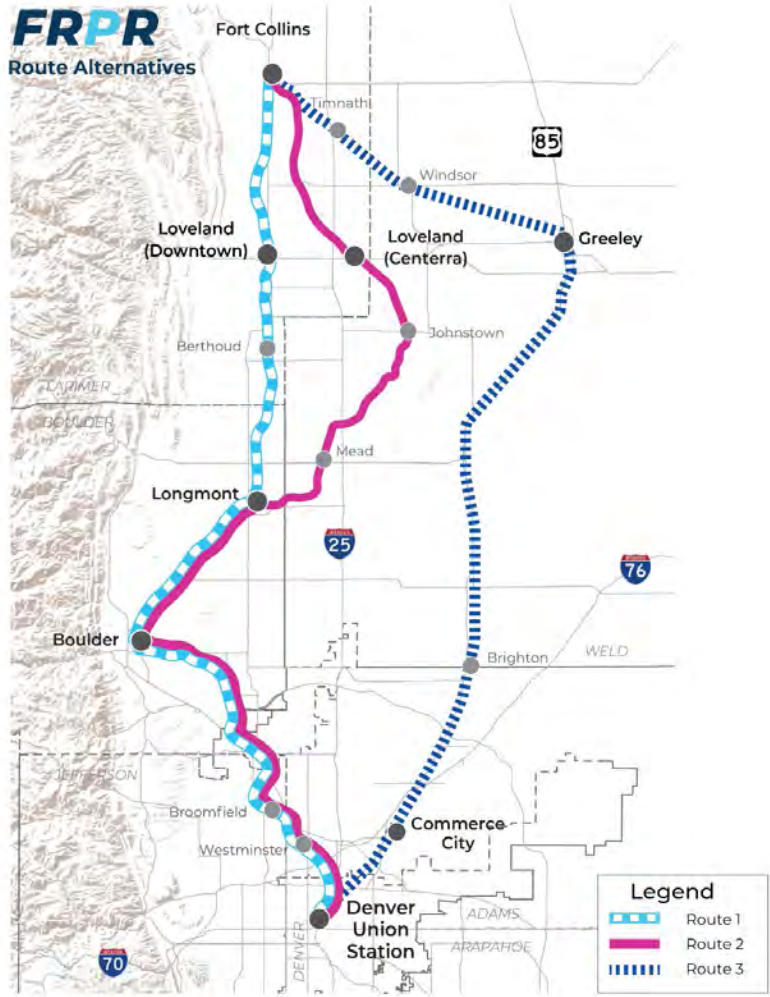 FRPR
Route Alternatives
Fort Collins
Timnath
85
Windsor
Loveland
(Downtown)
Loveland
(Centerra)
Greeley
Johnstown
Berthoud
LARIMER
BOULDER
Mead
Longmont
25
76
Boulder
Brighton
WELD
JEFFERSON
Broomfield
Commerce
City
Westminster
Denver
Union
Station
DENVER
ADAMS
ARAPAHOE
70
Legend
Route 1
Route 2
Route 3